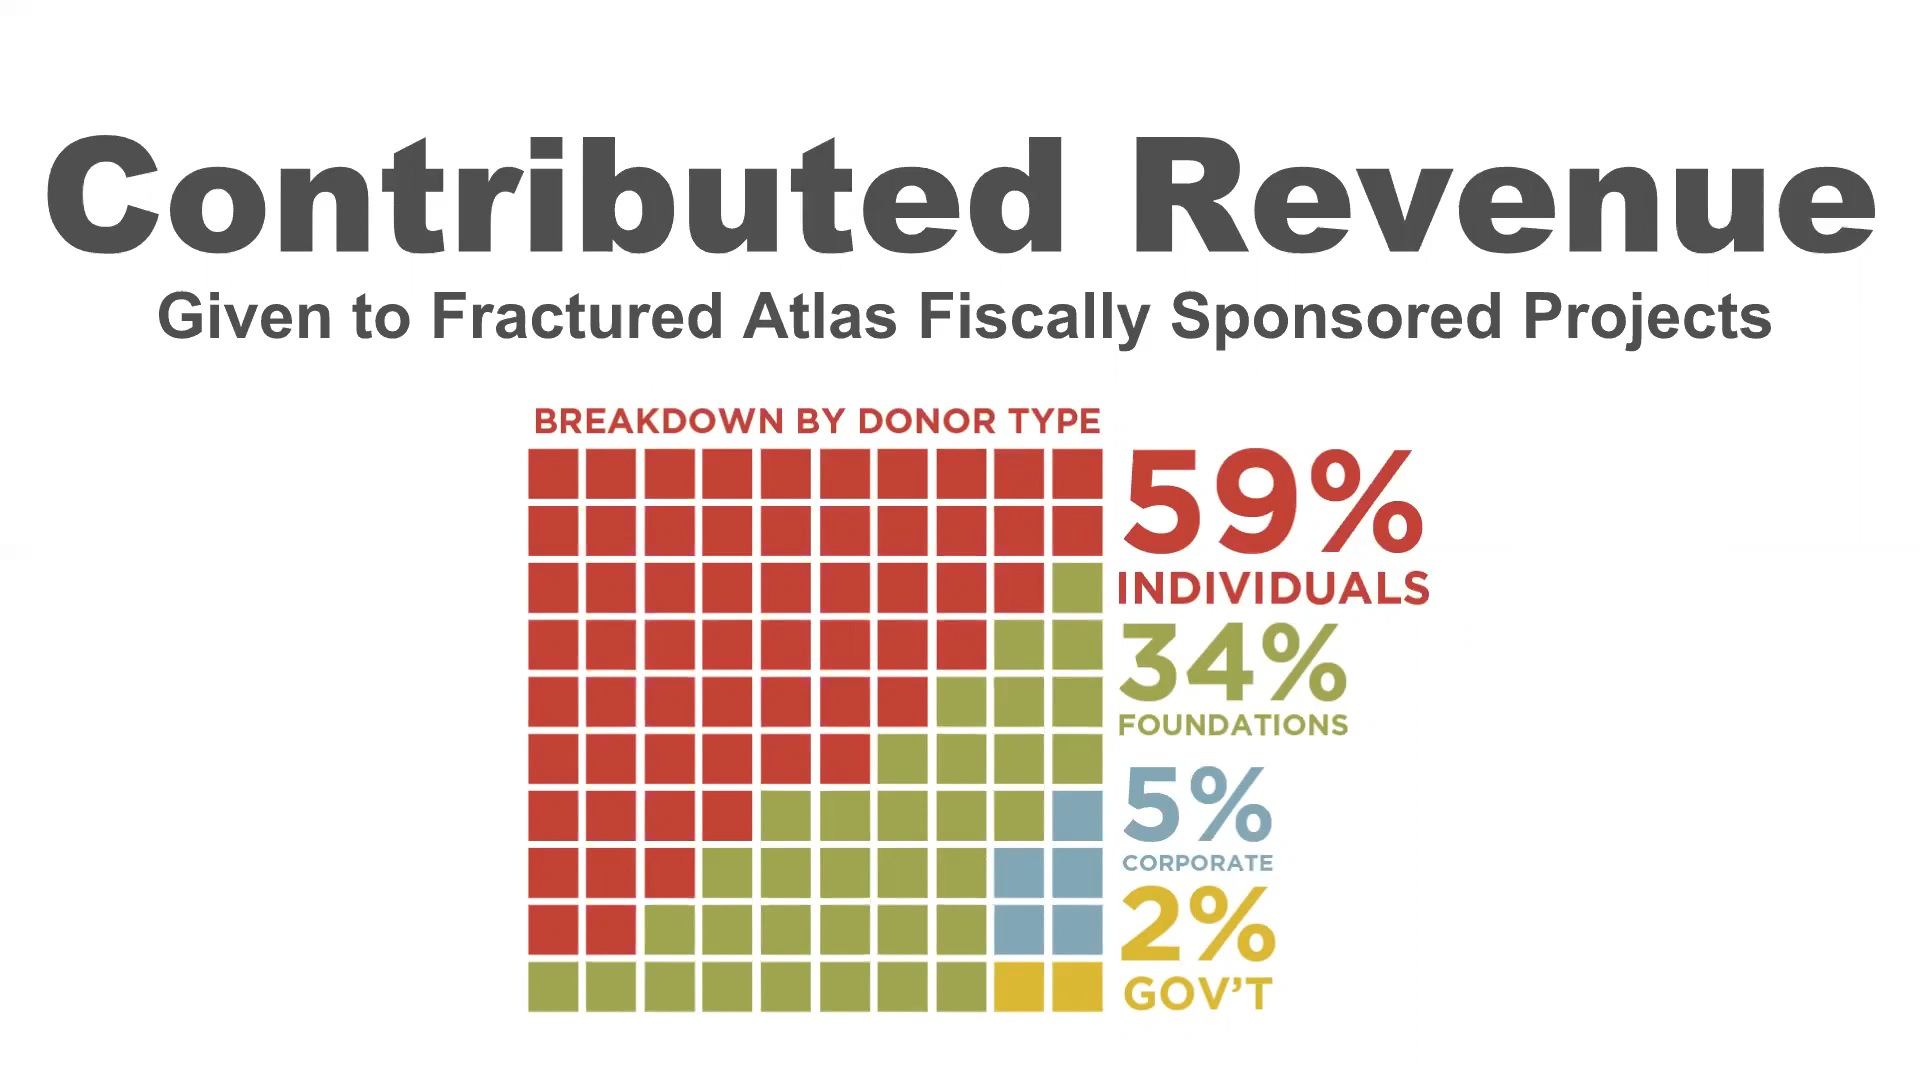 Contributed Revenue
Given to Fractured Atlas Fiscally Sponsored Projects
BREAKDOWN BY DONOR TYPE
59%
INDIVIDUALS
34%
FOUNDATIONS
5%
CORPORATE
2%
GOV'T